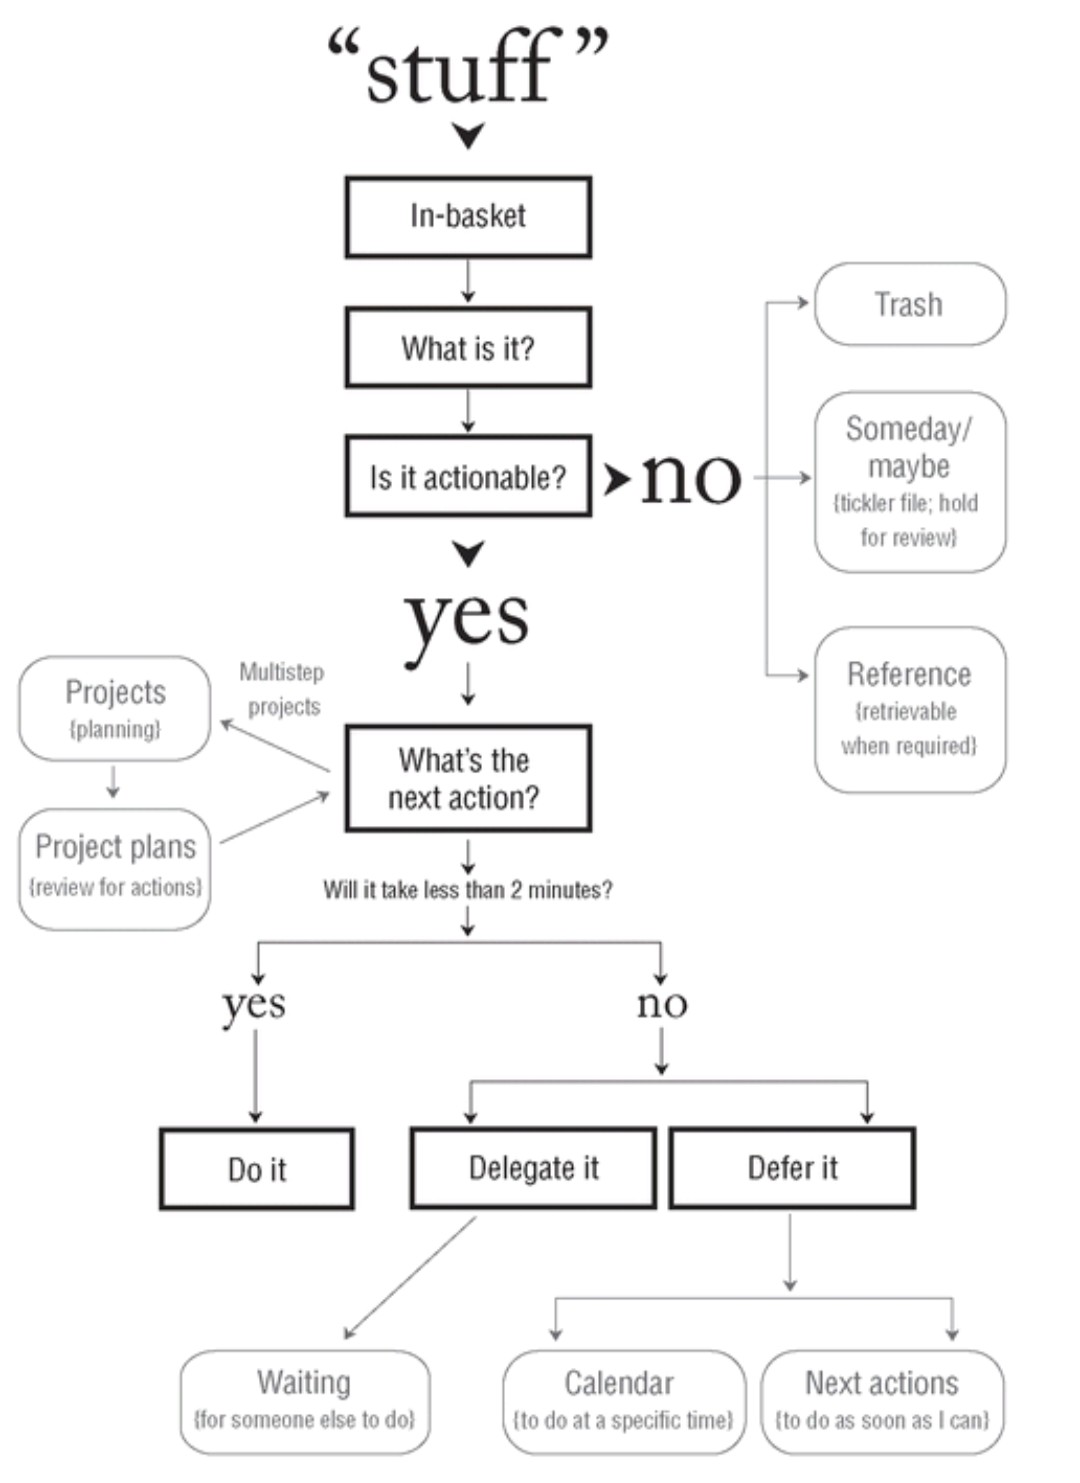 “stuff”
In-basket
What is it?
Is it actionable?
no
Trash
Someday/
maybe
{tickler file; hold
for review}
Reference
{retrievable
when required}
yes
Multistep
projects
Projects
{planning}
Project plans
{review for actions}
What’s the
next action?
Will it take less than 2 minutes?
yes
no
Do it
Delegate it
Defer it
Waiting
{for someone else to do}
Calendar
{to do at a specific time}
Next actions
{to do as soon as I can}